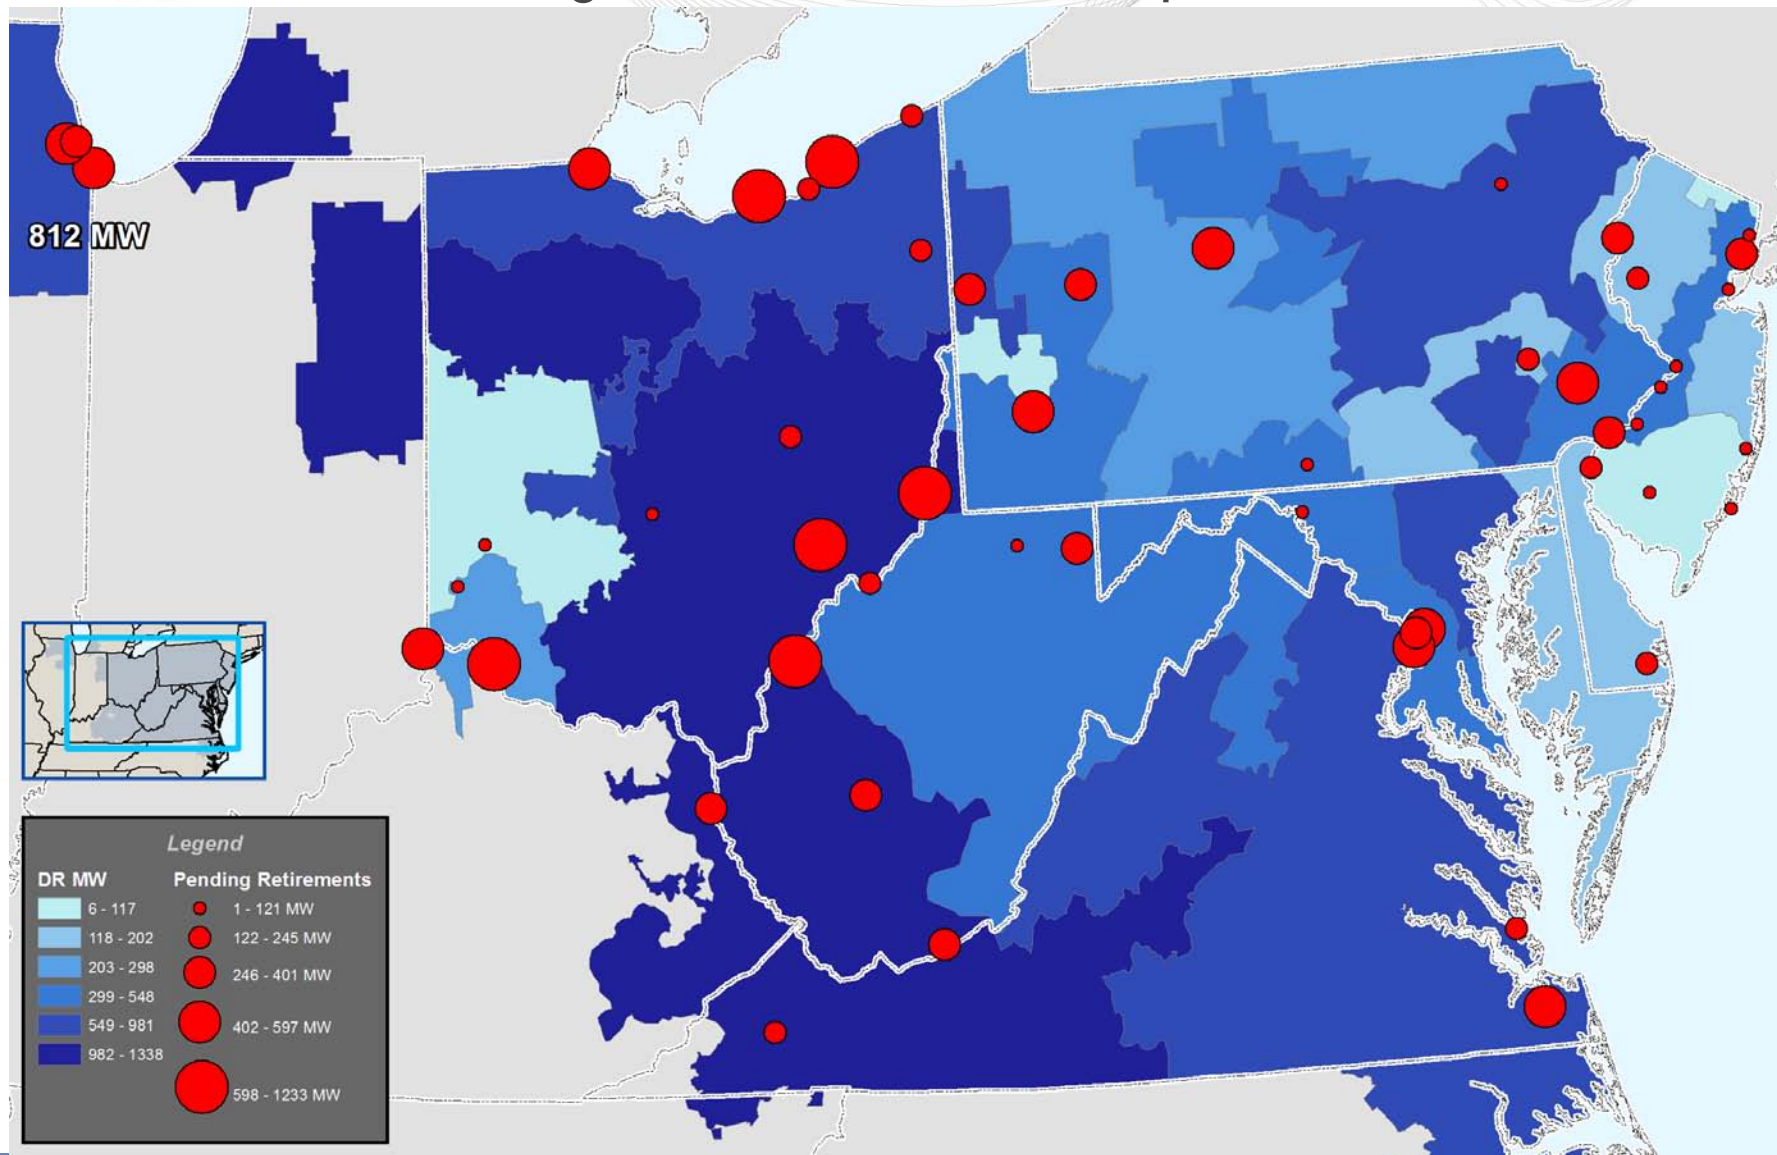 812 MW
Legend
DR MW Pending Retirements
6 - 117 1 - 121 MW
118 - 202 122 - 245 MW
203 - 298 246 - 401 MW
299 - 548 402 - 597 MW
549 - 981 598 - 1233 MW
982 - 1338